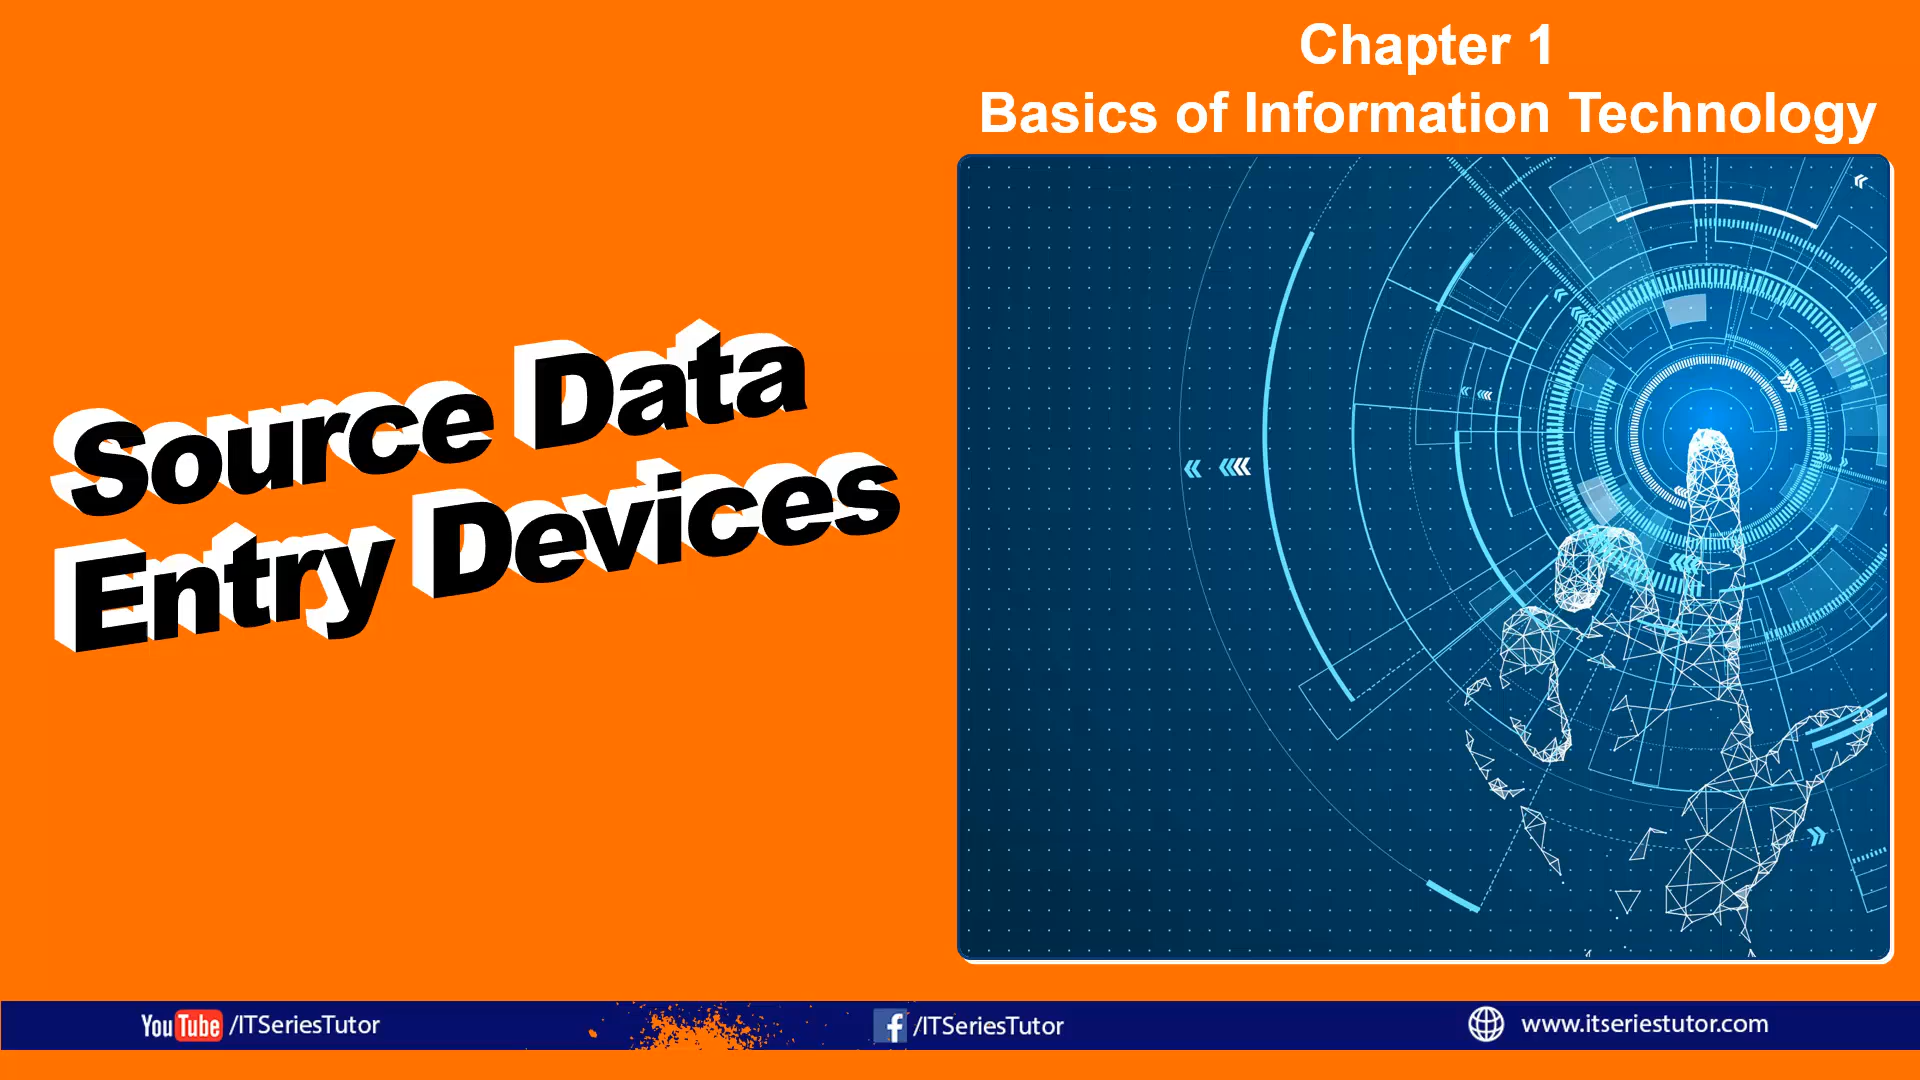 Chapter 1
Basics of Information Technology
Source Data
Entry Devices
YouTube /ITSeriesTutor
f /ITSeriesTutor
www.itseriestutor.com